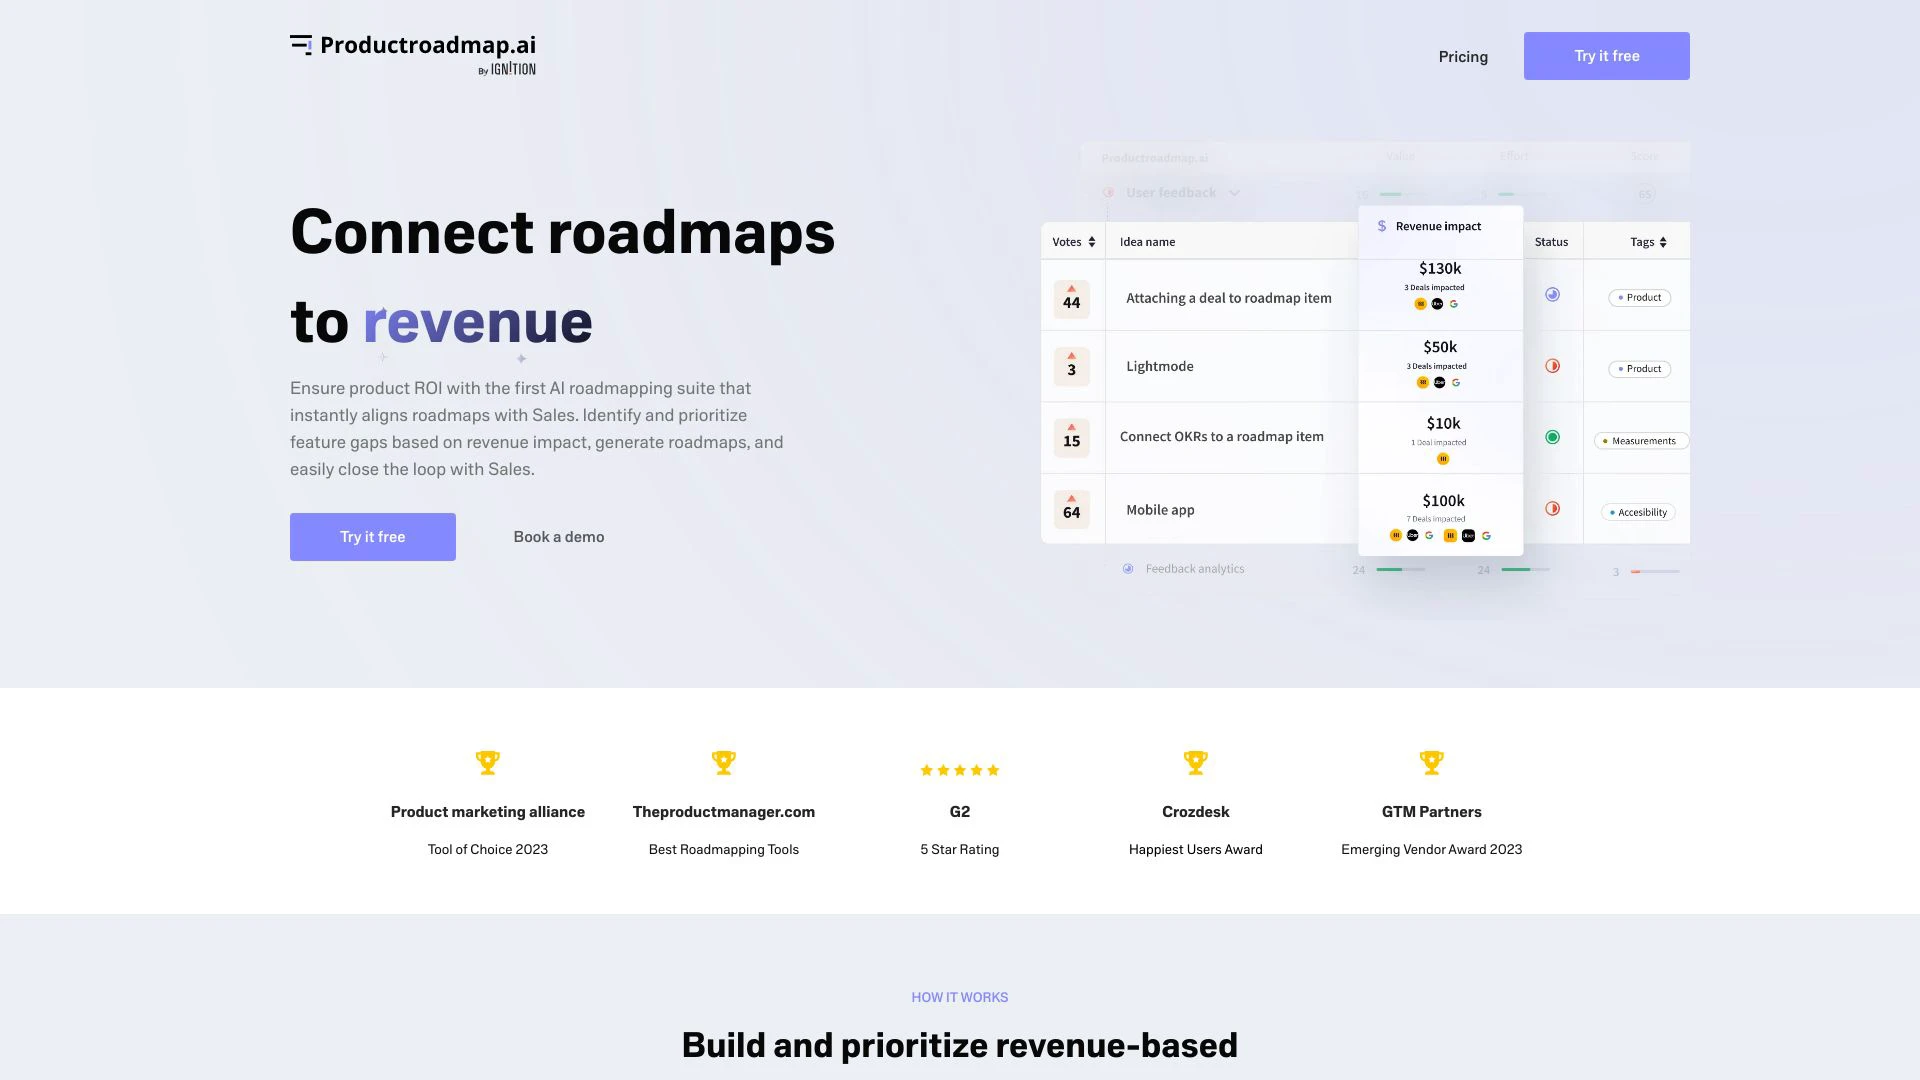 Productroadmap.ai
By IGN!TION
Pricing
Try it free
Connect roadmaps
to revenue
Ensure product ROI with the first AI roadmapping suite that
instantly aligns roadmaps with Sales. Identify and prioritize
feature gaps based on revenue impact, generate roadmaps, and
easily close the loop with Sales.
Try it free
Book a demo
Productroadmap.ai Value Effort Score
User feedback 16 5 65
Votes Idea name $ Revenue impact Status Tags
44 Attaching a deal to roadmap item $130k 3 Deals impacted Product
3 Lightmode $50k 3 Deals impacted Product
15 Connect OKRs to a roadmap item $10k 1 Deal impacted Measurements
64 Mobile app $100k 7 Deals impacted Accesibility
Feedback analytics 24 24 3
Product marketing alliance
Tool of Choice 2023
Theproductmanager.com
Best Roadmapping Tools
G2
5 Star Rating
Crozdesk
Happiest Users Award
GTM Partners
Emerging Vendor Award 2023
HOW IT WORKS
Build and prioritize revenue-based